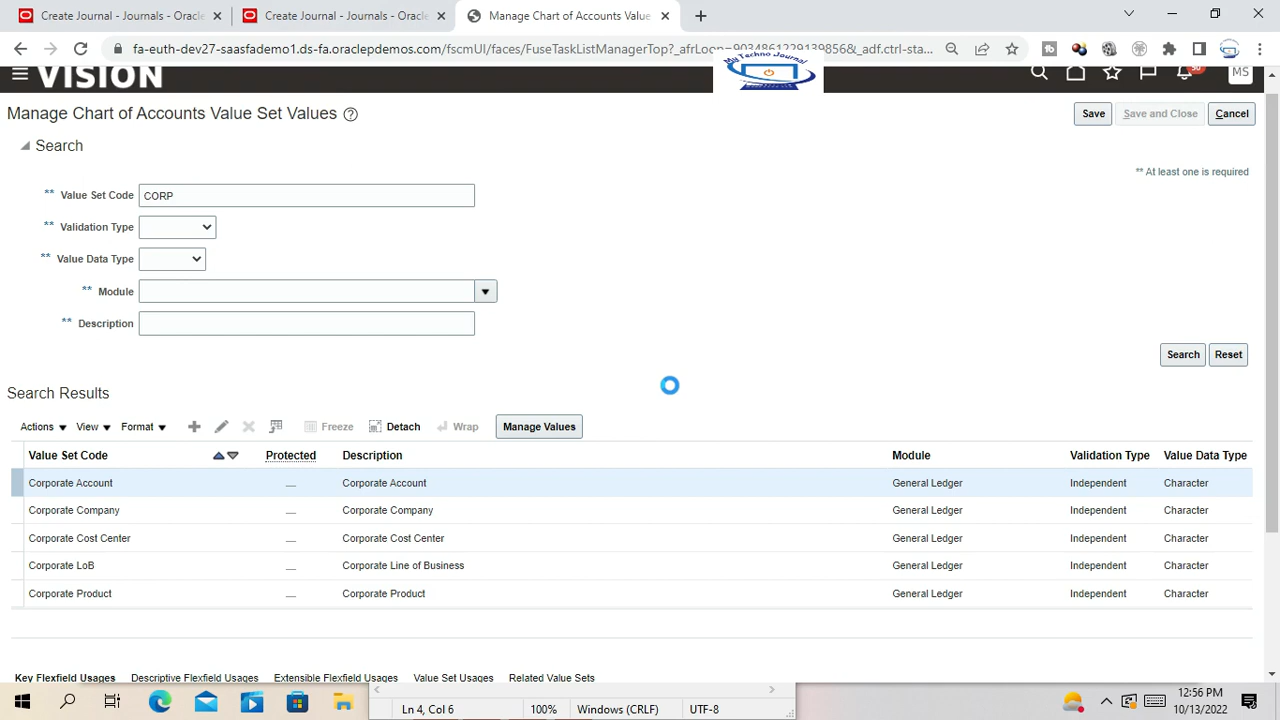 Create Journal - Journals - Oracle
Create Journal - Journals - Oracle
Manage Chart of Accounts Value
fa-euth-dev27-saasfademo1.ds-fa.oraclepdemos.com/fscmUI/faces/FuseTaskListManagerTop?_afrLoop=9034861229139856&_adf.ctrl-sta...
VISION
My Techno Journal
50
MS
Manage Chart of Accounts Value Set Values
Save
Save and Close
Cancel
Search
** At least one is required
** Value Set Code CORP
** Validation Type
** Value Data Type
** Module
** Description
Search
Reset
Search Results
Actions
View
Format
Freeze
Detach
Wrap
Manage Values
Value Set Code Protected Description Module Validation Type Value Data Type
Corporate Account — Corporate Account General Ledger Independent Character
Corporate Company — Corporate Company General Ledger Independent Character
Corporate Cost Center — Corporate Cost Center General Ledger Independent Character
Corporate LoB — Corporate Line of Business General Ledger Independent Character
Corporate Product — Corporate Product General Ledger Independent Character
Key Flexfield Usages Descriptive Flexfield Usages Extensible Flexfield Usages Value Set Usages Related Value Sets
Ln 4, Col 6 100% Windows (CRLF) UTF-8
12:56 PM
10/13/2022